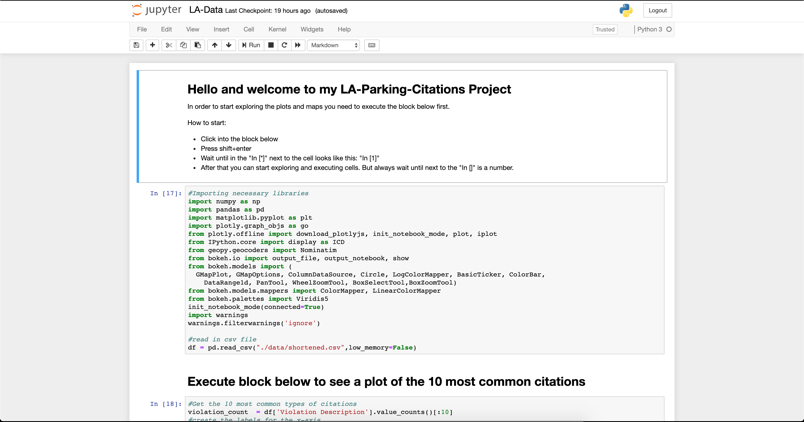 jupyter LA-Data Last Checkpoint: 19 hours ago (autosaved) Logout
File Edit View Insert Cell Kernel Widgets Help Trusted Python 3
Run Markdown
Hello and welcome to my LA-Parking-Citations Project
In order to start exploring the plots and maps you need to execute the block below first.
How to start:
• Click into the block below
• Press shift+enter
• Wait until in the "In [*]" next to the cell looks like this: "In [1]"
• After that you can start exploring and executing cells. But always wait until next to the "In []" is a number.
In [17]: #Importing necessary libraries
import numpy as np
import pandas as pd
import matplotlib.pyplot as plt
import plotly.graph_objs as go
from plotly.offline import download_plotlyjs, init_notebook_mode, plot, iplot
from IPython.core import display as ICD
from geopy.geocoders import Nominatim
from bokeh.io import output_file, output_notebook, show
from bokeh.models import (
GMapPlot, GMapOptions, ColumnDataSource, Circle, LogColorMapper, BasicTicker, ColorBar,
DataRange1d, PanTool, WheelZoomTool, BoxSelectTool,BoxZoomTool)
from bokeh.models.mappers import ColorMapper, LinearColorMapper
from bokeh.palettes import Viridis5
init_notebook_mode(connected=True)
import warnings
warnings.filterwarnings('ignore')
#read in csv file
df = pd.read_csv("./data/shortened.csv",low_memory=False)
Execute block below to see a plot of the 10 most common citations
In [18]: #Get the 10 most common types of citations
violation_count = df['Violation Description'].value_counts()[:10]
#create the labels for the x-axis